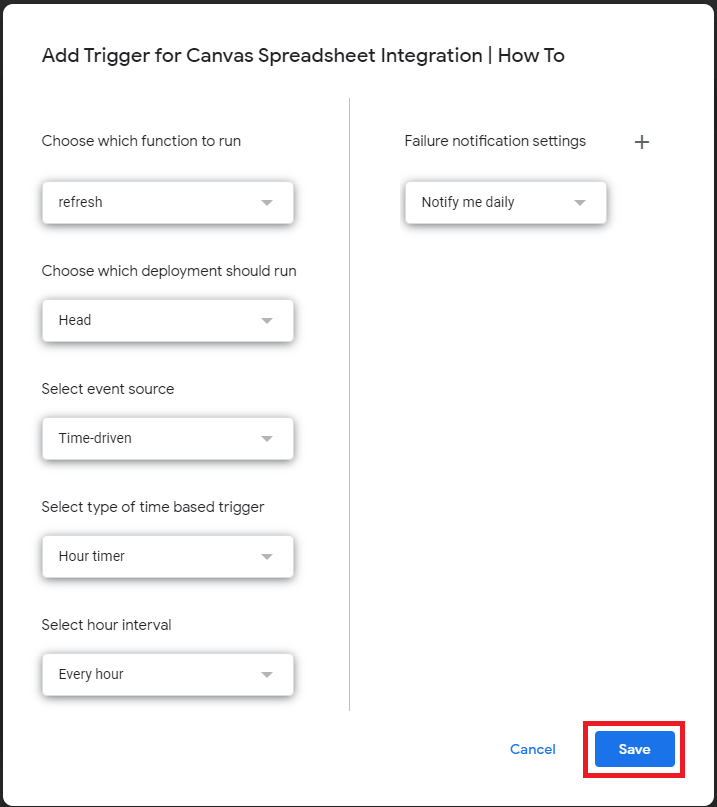 Add Trigger for Canvas Spreadsheet Integration | How To
Choose which function to run
refresh
Choose which deployment should run
Head
Select event source
Time-driven
Select type of time based trigger
Hour timer
Select hour interval
Every hour
Failure notification settings
Notify me daily
Cancel
Save